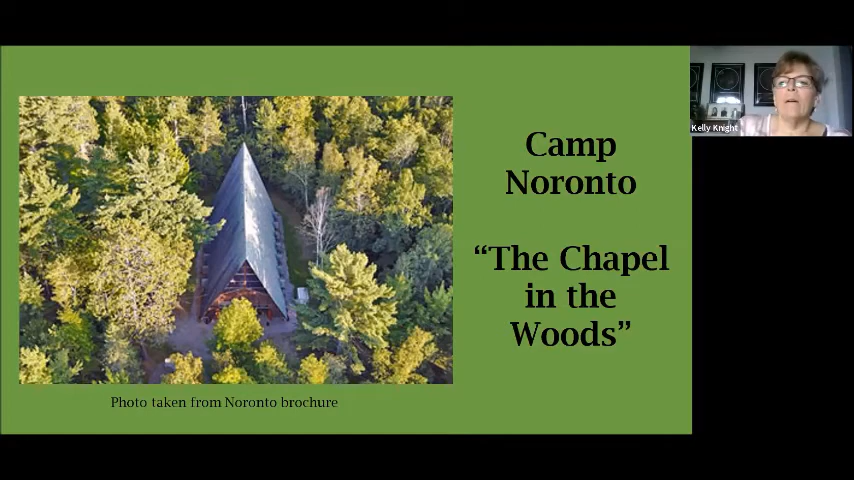 Camp
Noronto
“The Chapel
in the
Woods”
Photo taken from Noronto brochure
Kelly Knight